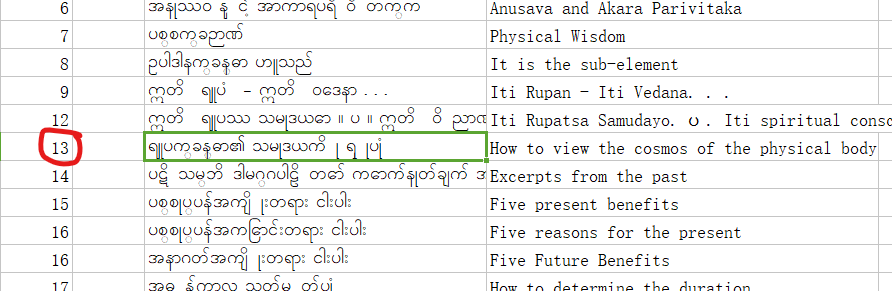 6 အနုဿဝ နှ င့် အာကာရပရိ ဝိ တက္က Anusava and Akara Parivitaka
7 ပစ္စက္ခဉာဏ် Physical Wisdom
8 ဥပါဒါနက္ခန္ဓာ ဟူသည် It is the sub-element
9 ဣတိ ရူပံ - ဣတိ ဝဒေနာ . . . Iti Rupan - Iti Vedana. . .
12 ဣတိ ရူပဿ သမုဒယော ။ ပ ။ ဣတိ ဝိ ညာဏ Iti Rupatsa Samudayo. ပ . Iti spiritual consc
13 ရူပက္ခန္ဓာ၏ သမုဒယကို ရှု ပုံ How to view the cosmos of the physical body
14 ပဋိ သမ္ဘိ ဒါမဂ္ဂပါဠိ တော် ကောက်နုတ်ချက် Excerpts from the past
15 ပစ္စုပ္ပန်အကျို းတရား ငါးပါး Five present benefits
16 ပစ္စုပ္ပန်အကြောင်းတရား ငါးပါး Five reasons for the present
16 အနာဂတ်အကျို းတရား ငါးပါး Five Future Benefits
17 How to determine the duration